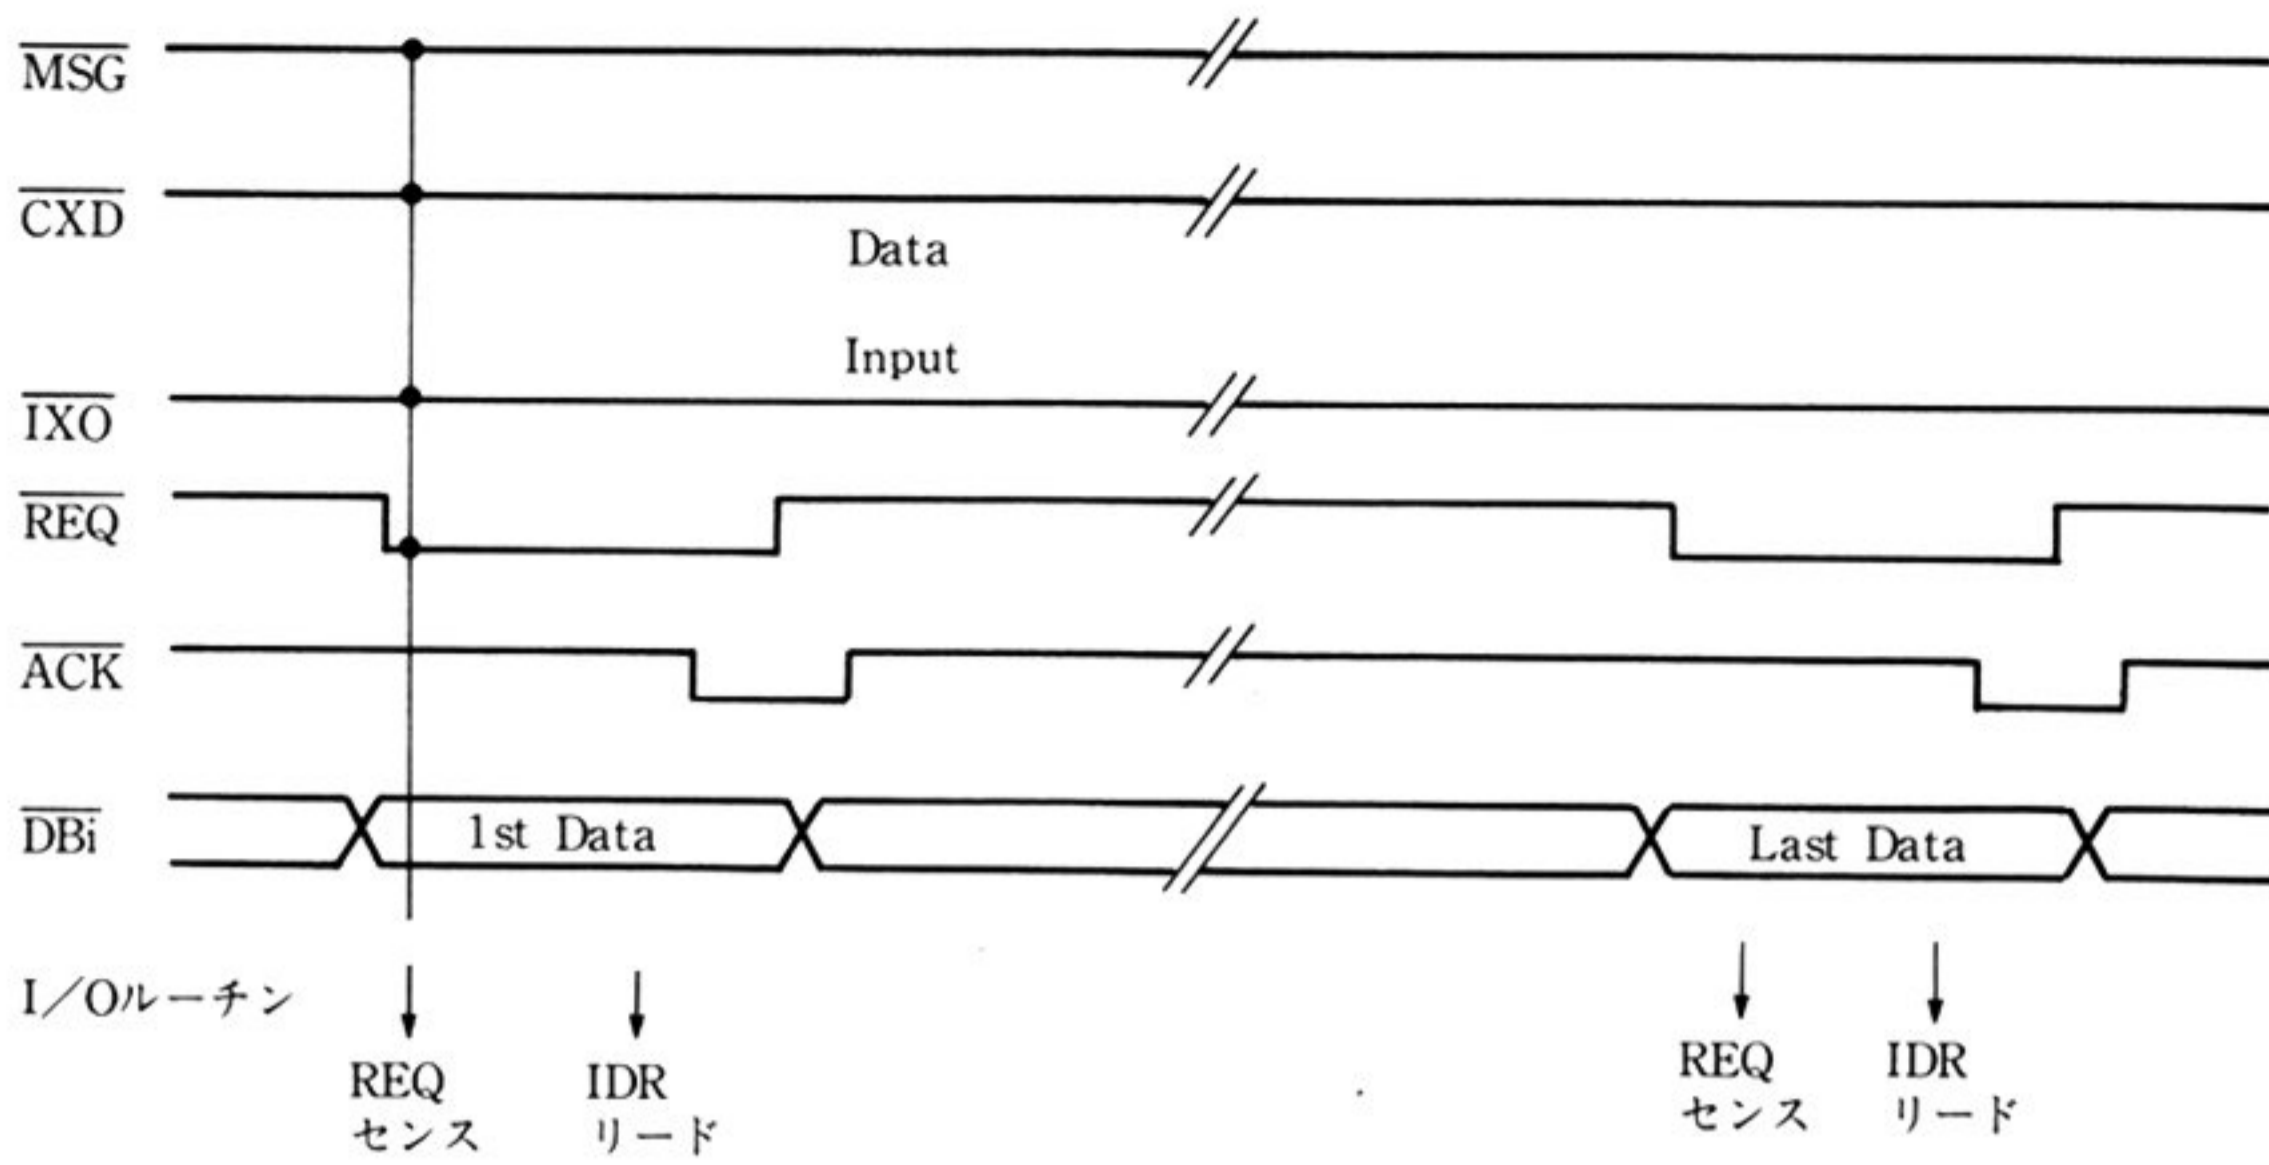 MSG
CXD
Data
Input
IXO
REQ
ACK
DBi 1st Data Last Data
I/Oルーチン
REQ IDR REQ IDR
センス リード センス リード